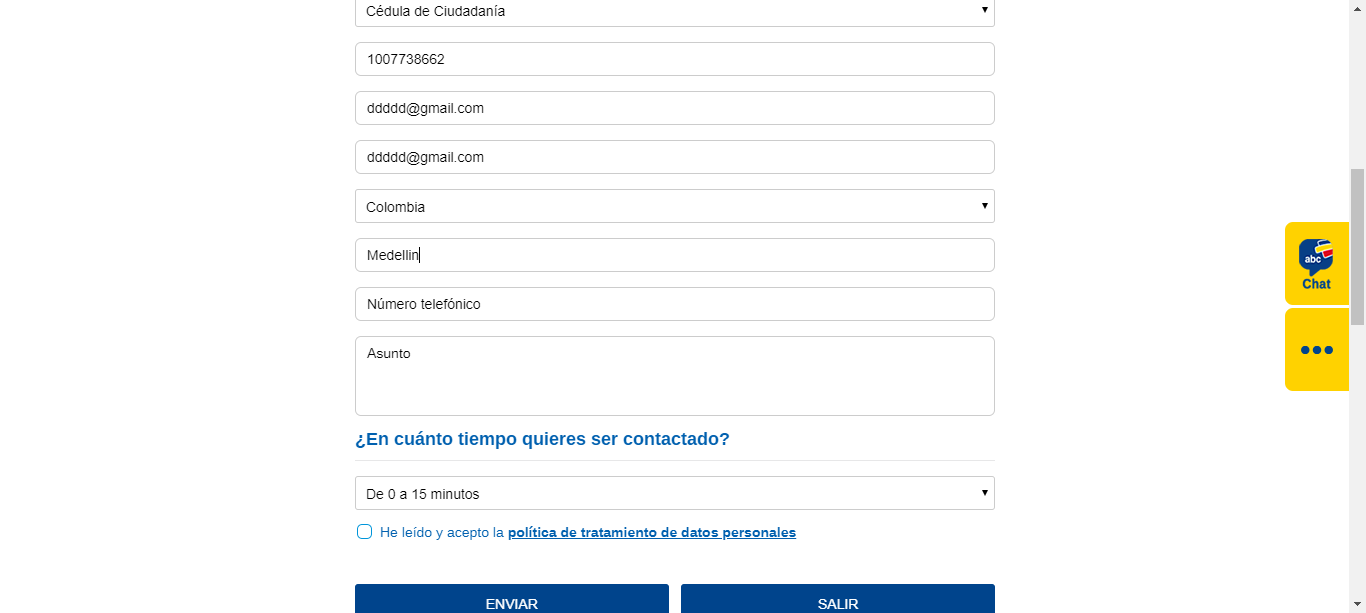 Cédula de Ciudadanía
1007738662
ddddd@gmail.com
ddddd@gmail.com
Colombia
Medellin
Número telefónico
Asunto
¿En cuánto tiempo quieres ser contactado?
De 0 a 15 minutos
He leído y acepto la política de tratamiento de datos personales
ENVIAR
SALIR
abc
Chat